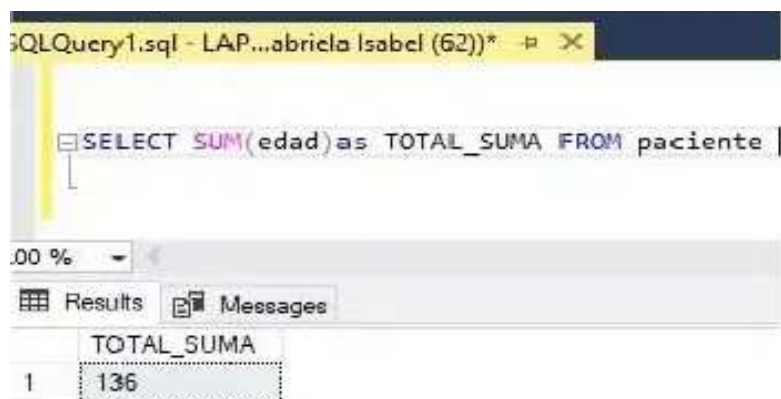 SQLQuery1.sql - LAP...abriela Isabel (62))*
SELECT SUM(edad)as TOTAL_SUMA FROM paciente
.00 %
Results Messages
TOTAL_SUMA
1 136